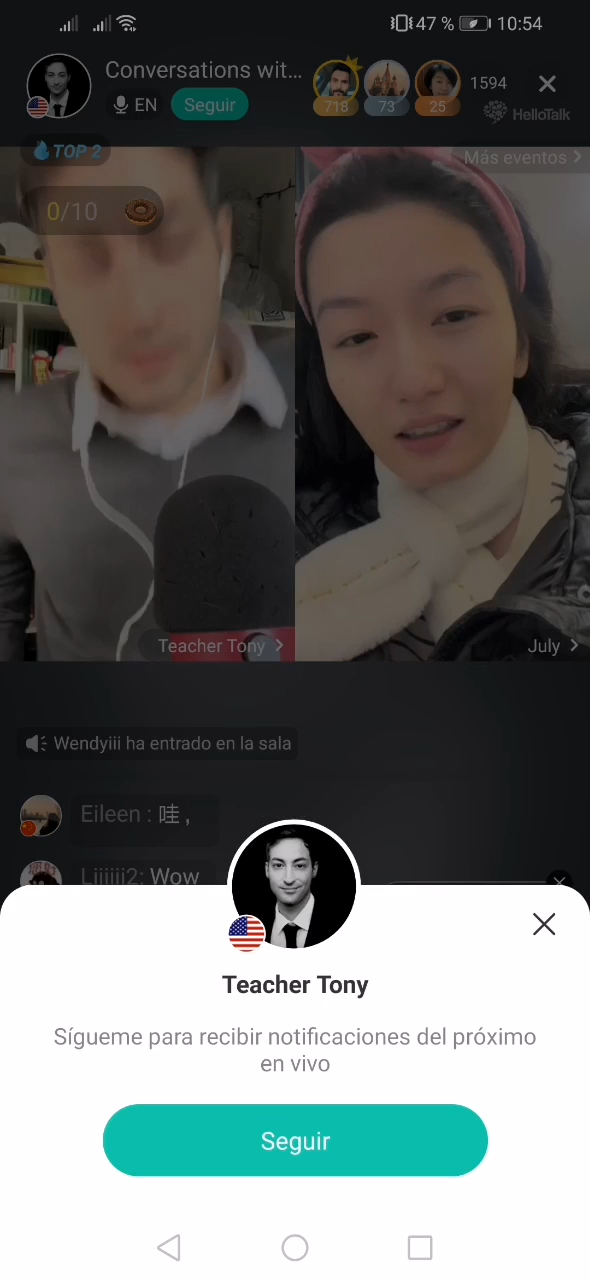 47 %
10:54
Conversations wit...
EN
Seguir
718
73
25
1594
HelloTalk
TOP 2
Más eventos
0/10
Teacher Tony
July
Wendyiii ha entrado en la sala
Eileen : 哇，
Liiiiii2: Wow
Teacher Tony
Sígueme para recibir notificaciones del próximo
en vivo
Seguir